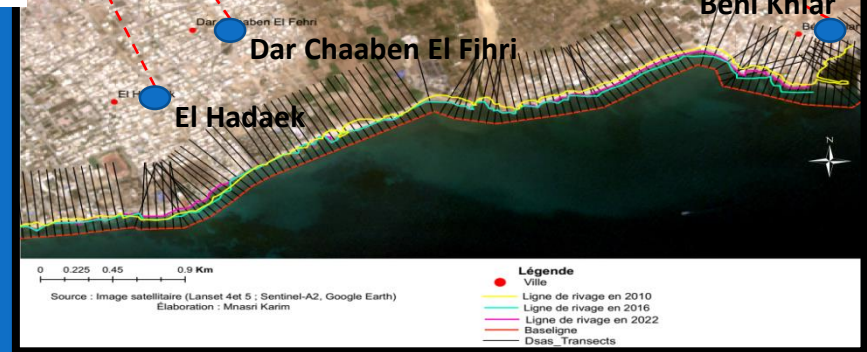 Beni Khiar
Dar Chaaben El Fehri
Dar Chaaben El Fihri
El Hadaek
N
0 0.225 0.45 0.9 Km
Source : Image satellitaire (Lanset 4et 5 ; Sentinel-A2, Google Earth)
Élaboration : Mnasri Karim
Légende
Ville
Ligne de rivage en 2010
Ligne de rivage en 2016
Ligne de rivage en 2022
Baseligne
Dsas_Transects